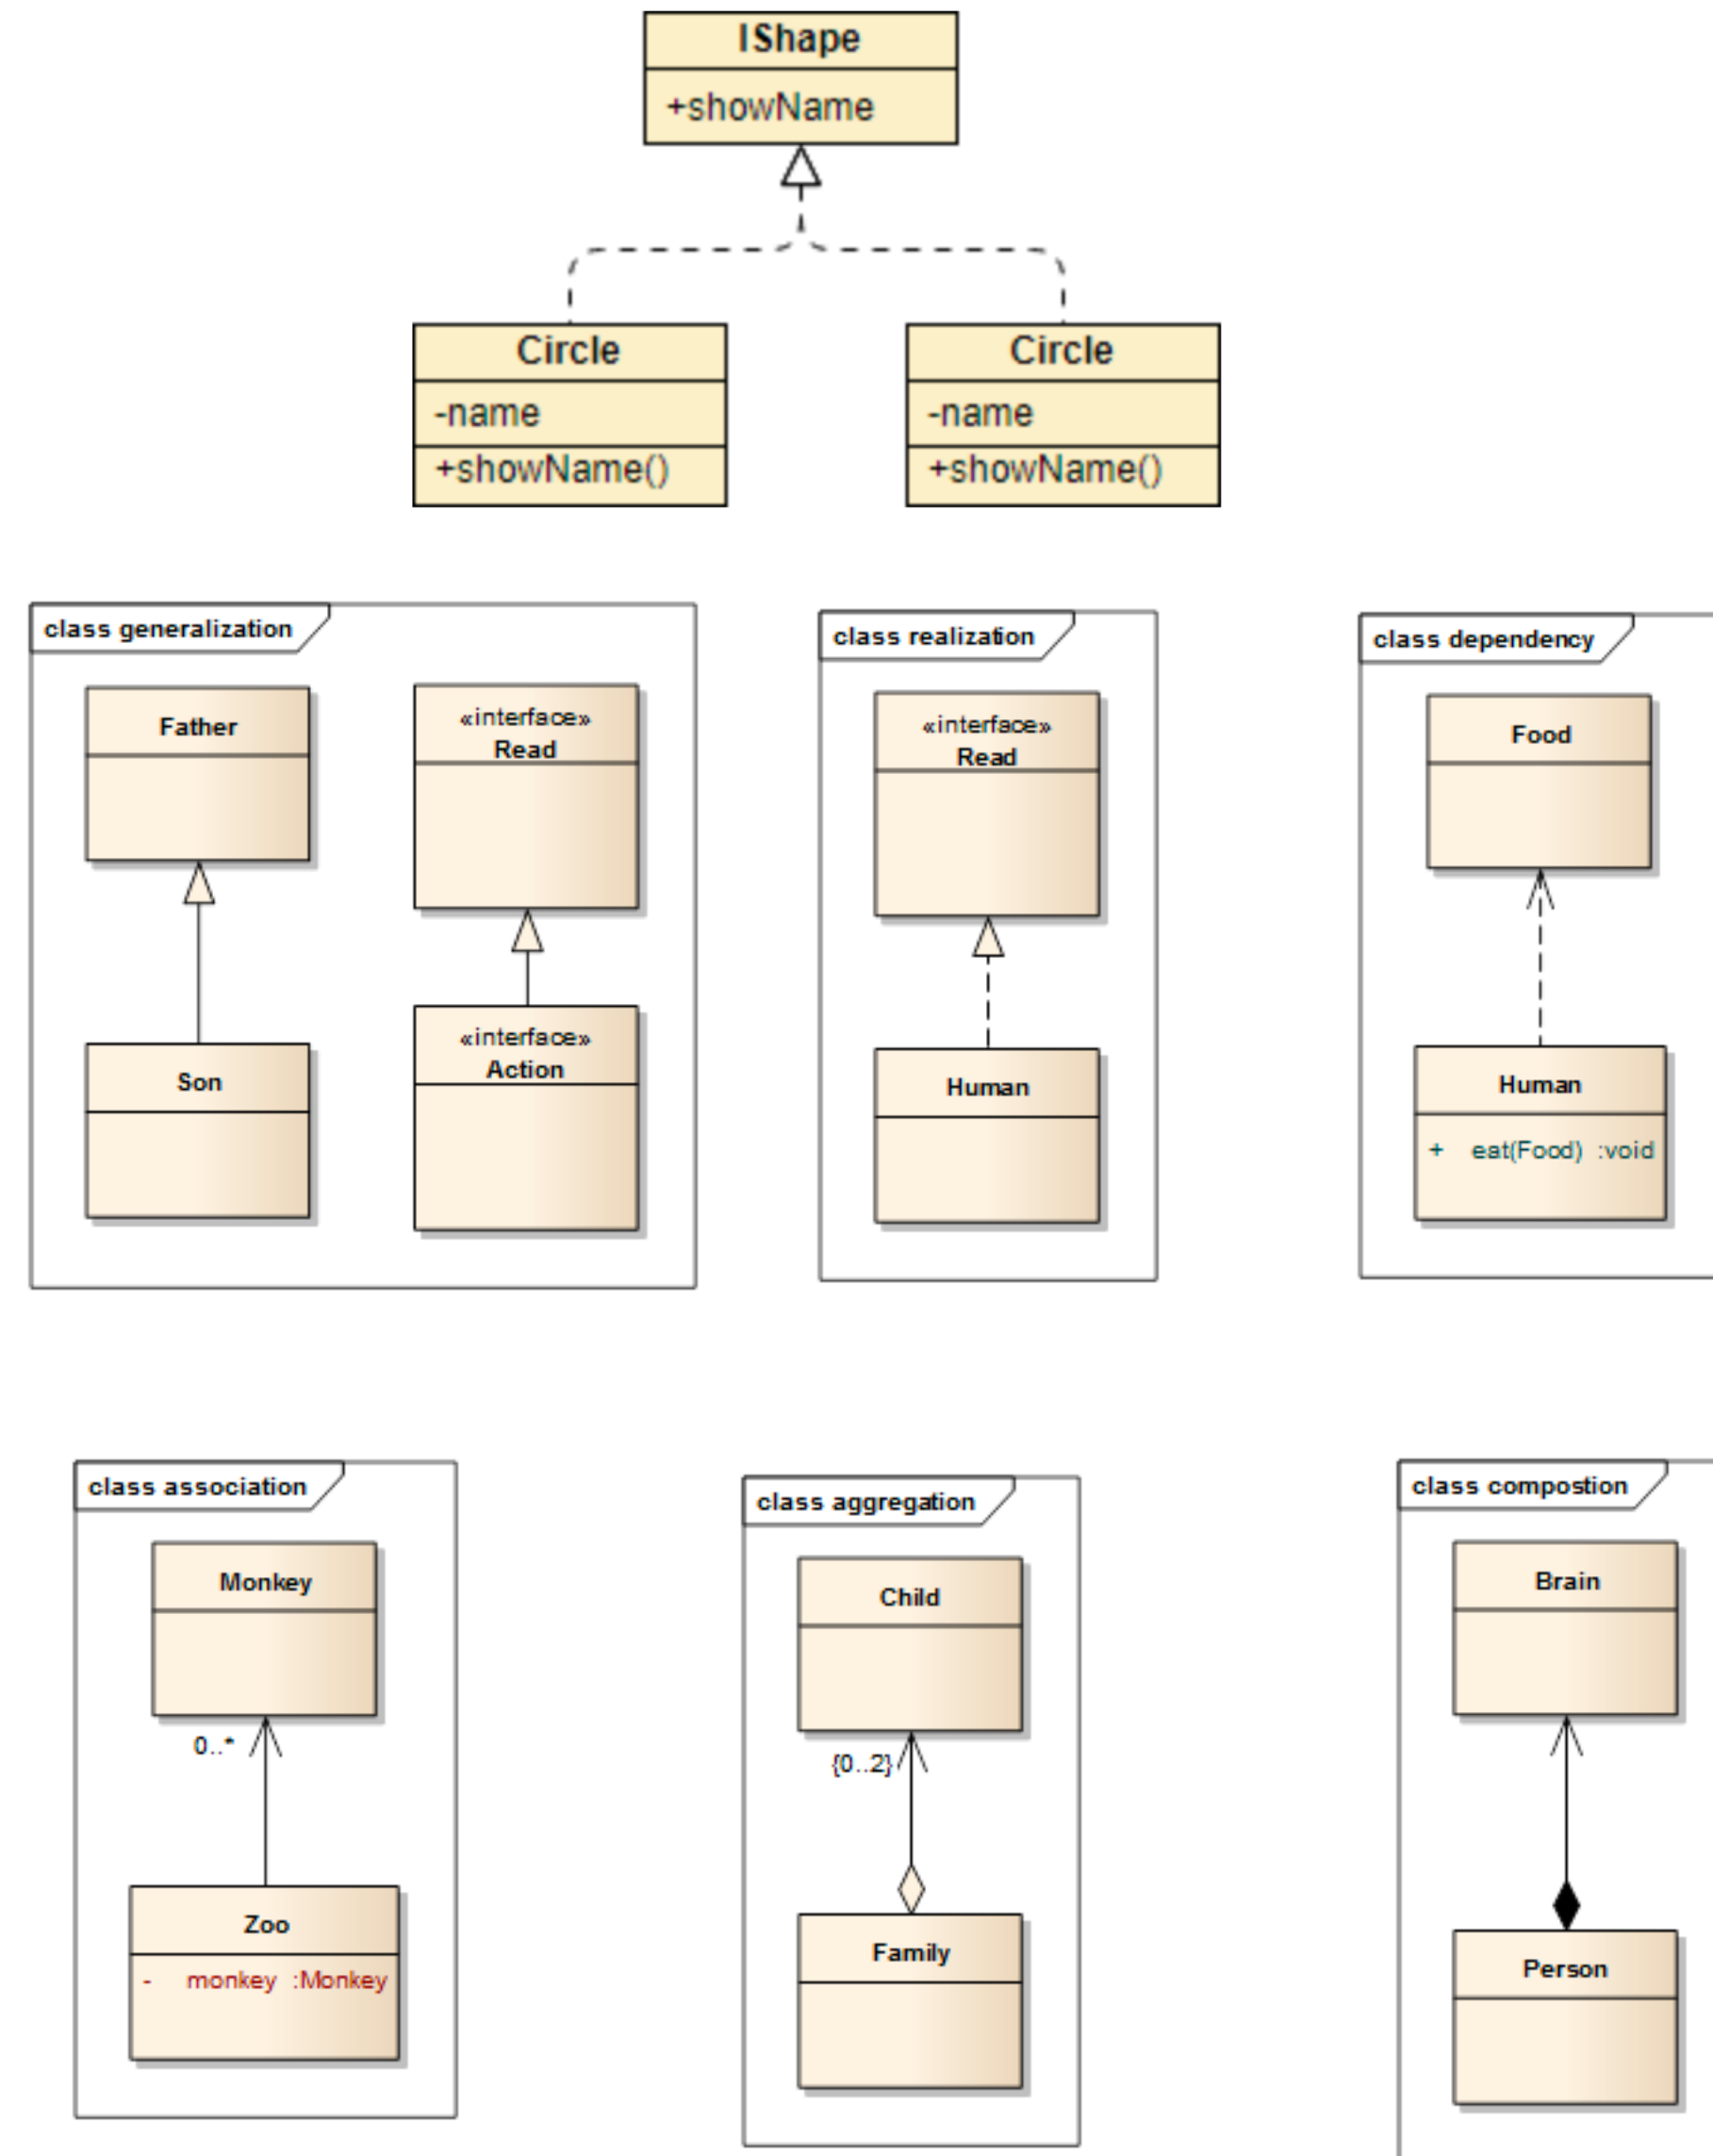 IShape
+showName
Circle
-name
+showName()
Circle
-name
+showName()
class generalization
Father
Son
«interface»
Read
«interface»
Action
class realization
«interface»
Read
Human
class dependency
Food
Human
+ eat(Food) :void
class association
Monkey
0..*
Zoo
- monkey :Monkey
class aggregation
Child
{0..2}
Family
class compostion
Brain
Person